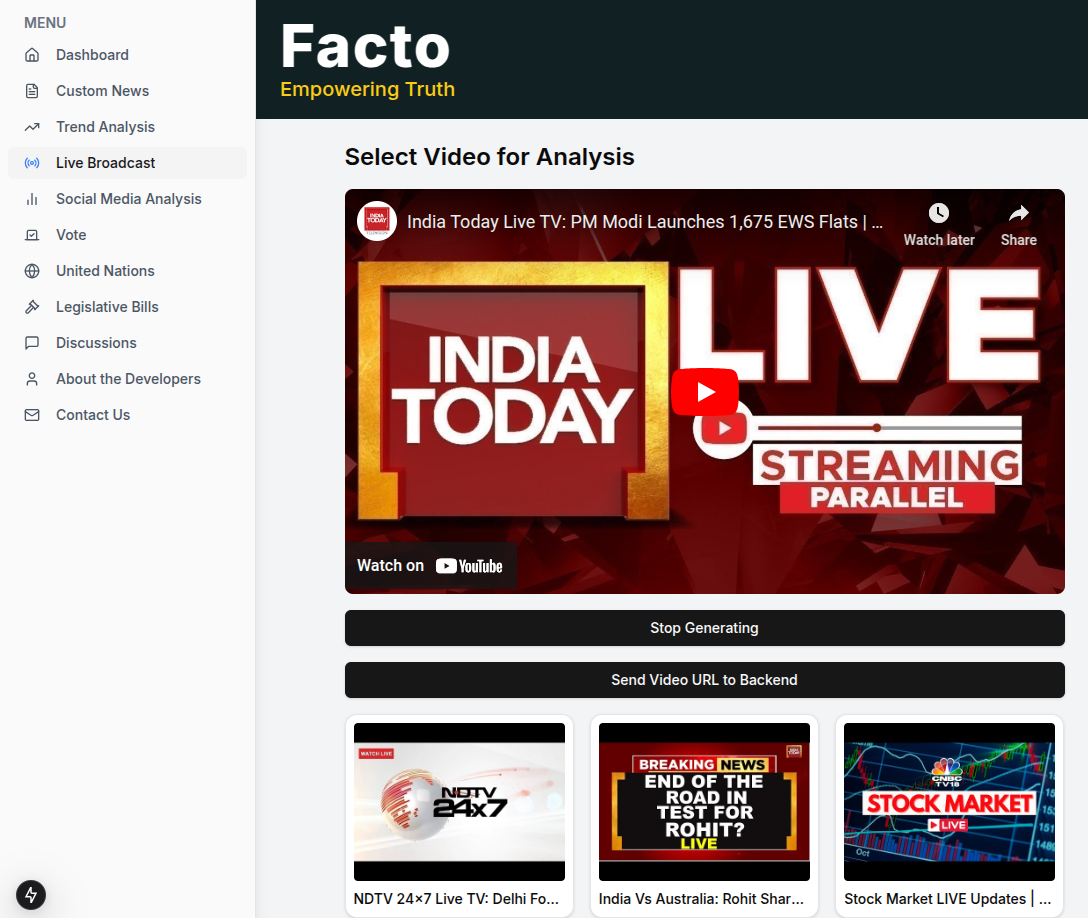 MENU
Dashboard
Custom News
Trend Analysis
Live Broadcast
Social Media Analysis
Vote
United Nations
Legislative Bills
Discussions
About the Developers
Contact Us
Facto
Empowering Truth
Select Video for Analysis
INDIA TODAY
India Today Live TV: PM Modi Launches 1,675 EWS Flats | ...
Watch later
Share
INDIA
TODAY
LIVE
STREAMING
PARALLEL
Watch on YouTube
Stop Generating
Send Video URL to Backend
WATCH LIVE
NDTV
24x7
NDTV 24×7 Live TV: Delhi Fo...
BREAKING NEWS
END OF THE
ROAD IN
TEST FOR
ROHIT?
LIVE
India Vs Australia: Rohit Shar...
CNBC
TV18
STOCK MARKET
LIVE
Oct
Stock Market LIVE Updates | ...